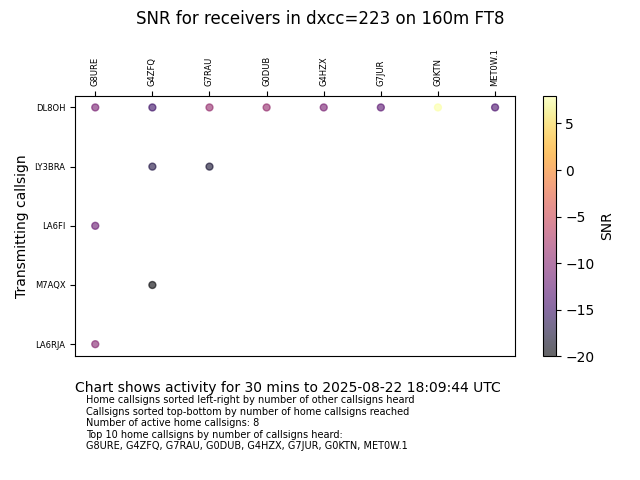 SNR for receivers in dxcc=223 on 160m FT8
G8URE G4ZFQ G7RAU G0DUB G4HZX G7JUR G0KTN MET0W.1
DL8OH
LY3BRA
LA6FI
M7AQX
LA6RJA
Transmitting callsign
5
0
−5
−10
−15
−20
SNR
Chart shows activity for 30 mins to 2025-08-22 18:09:44 UTC
Home callsigns sorted left-right by number of other callsigns heard
Callsigns sorted top-bottom by number of home callsigns reached
Number of active home callsigns: 8
Top 10 home callsigns by number of callsigns heard:
G8URE, G4ZFQ, G7RAU, G0DUB, G4HZX, G7JUR, G0KTN, MET0W.1